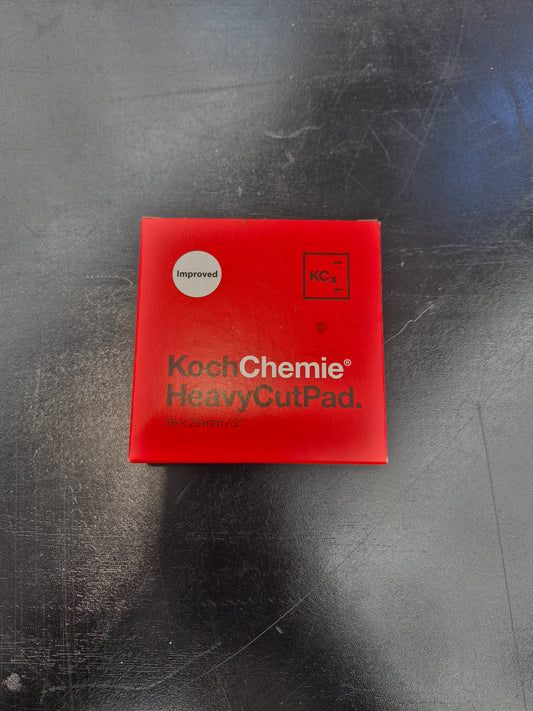 Improved
KCx
KochChemie®
HeavyCutPad.
76 x 23 mm / 3"